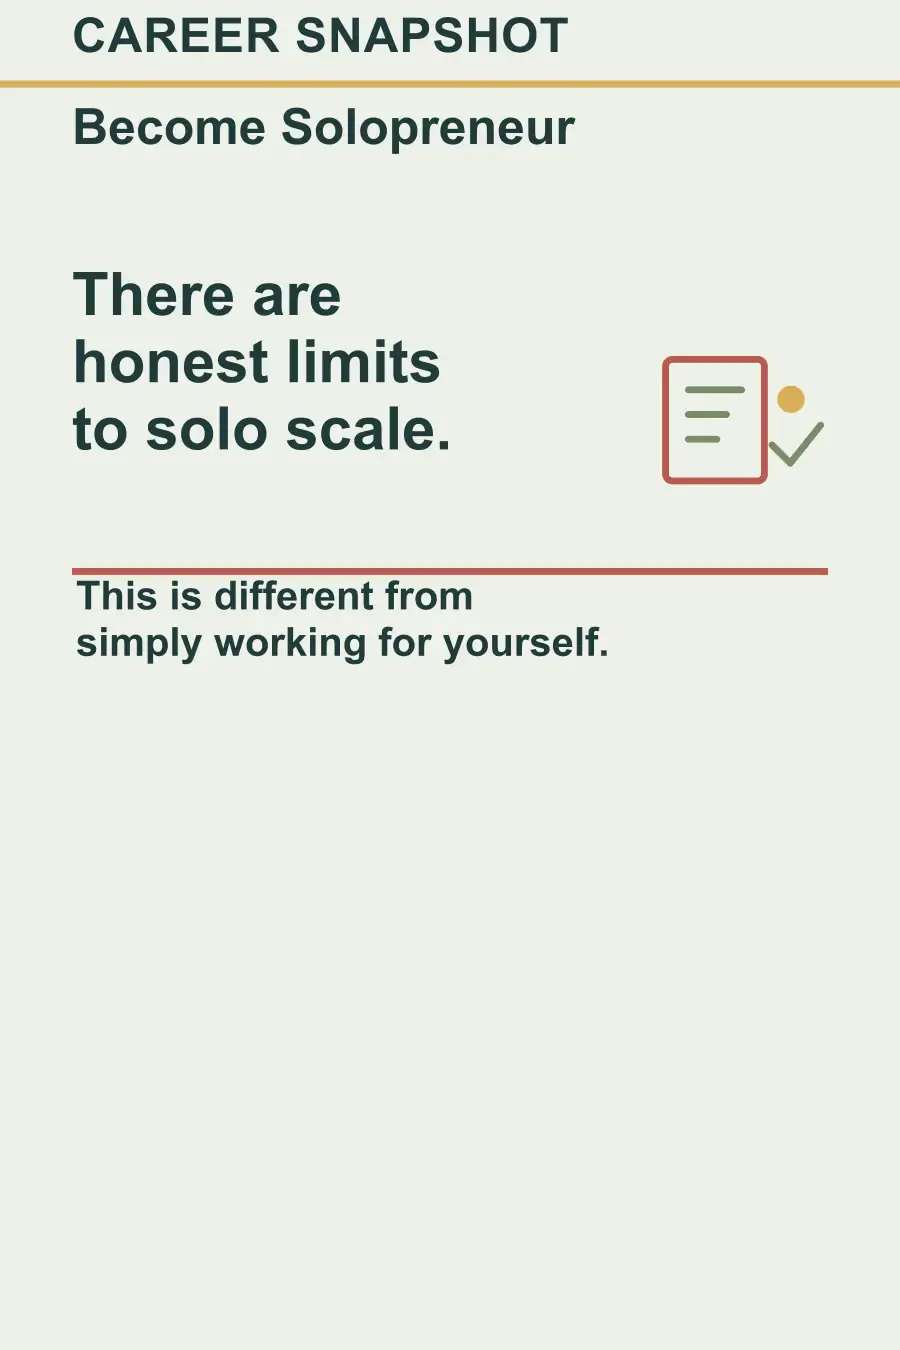 CAREER SNAPSHOT
Become Solopreneur
There are
honest limits
to solo scale.
This is different from
simply working for yourself.